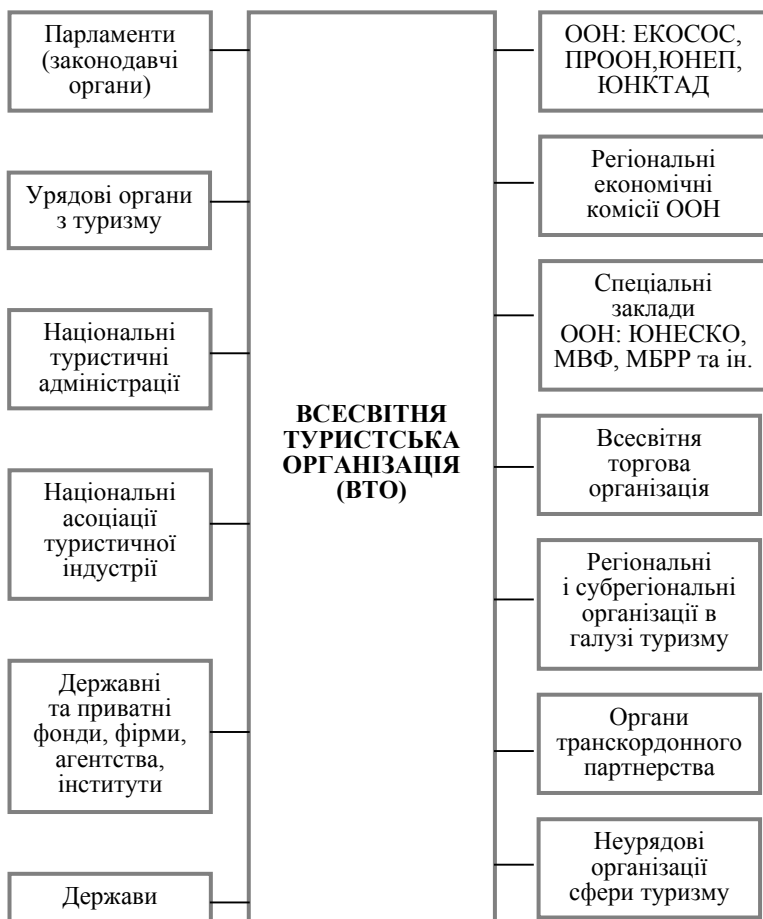 Парламенти
(законодавчі
органи)
Урядові органи
з туризму
Національні
туристичні
адміністрації
Національні
асоціації
туристичної
індустрії
Державні
та приватні
фонди, фірми,
агентства,
інститути
Держави
ВСЕСВІТНЯ
ТУРИСТСЬКА
ОРГАНІЗАЦІЯ
(ВТО)
ООН: ЕКОСОС,
ПРООН,ЮНЕП,
ЮНКТАД
Регіональні
економічні
комісії ООН
Спеціальні
заклади
ООН: ЮНЕСКО,
МВФ, МБРР та ін.
Всесвітня
торгова
організація
Регіональні
і субрегіональні
організації в
галузі туризму
Органи
транскордонного
партнерства
Неурядові
організації
сфери туризму